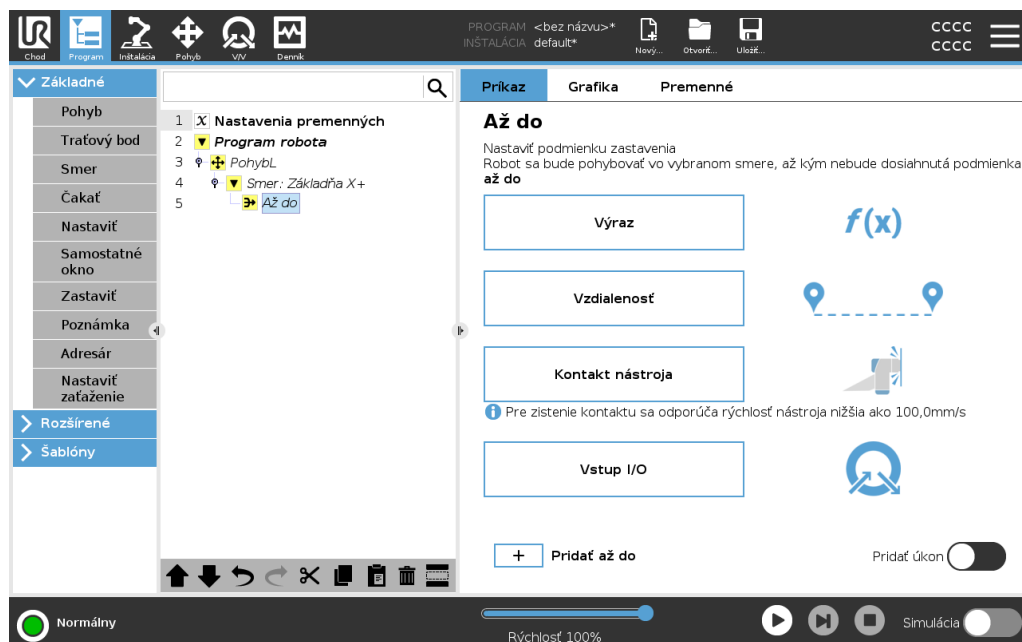 UR
PROGRAM <bez názvu>*
INŠTALÁCIA default*
Chod
Program
Inštalácia
Pohyb
V/V
Denník
Nový...
Otvoriť...
Uložiť...
cccc
cccc
Základné
Pohyb
Traťový bod
Smer
Čakať
Nastaviť
Samostatné
okno
Zastaviť
Poznámka
Adresár
Nastaviť
zaťaženie
Rozšírené
Šablóny
1 X Nastavenia premenných
2 Program robota
3 PohybL
4 Smer: Základňa X+
5 Až do
Príkaz
Grafika
Premenné
Až do
Nastaviť podmienku zastavenia
Robot sa bude pohybovať vo vybranom smere, až kým nebude dosiahnutá podmienka
až do
Výraz
f(x)
Vzdialenosť
Kontakt nástroja
Pre zistenie kontaktu sa odporúča rýchlosť nástroja nižšia ako 100,0mm/s
Vstup I/O
+ Pridať až do
Pridať úkon
Normálny
Rýchlosť 100%
Simulácia